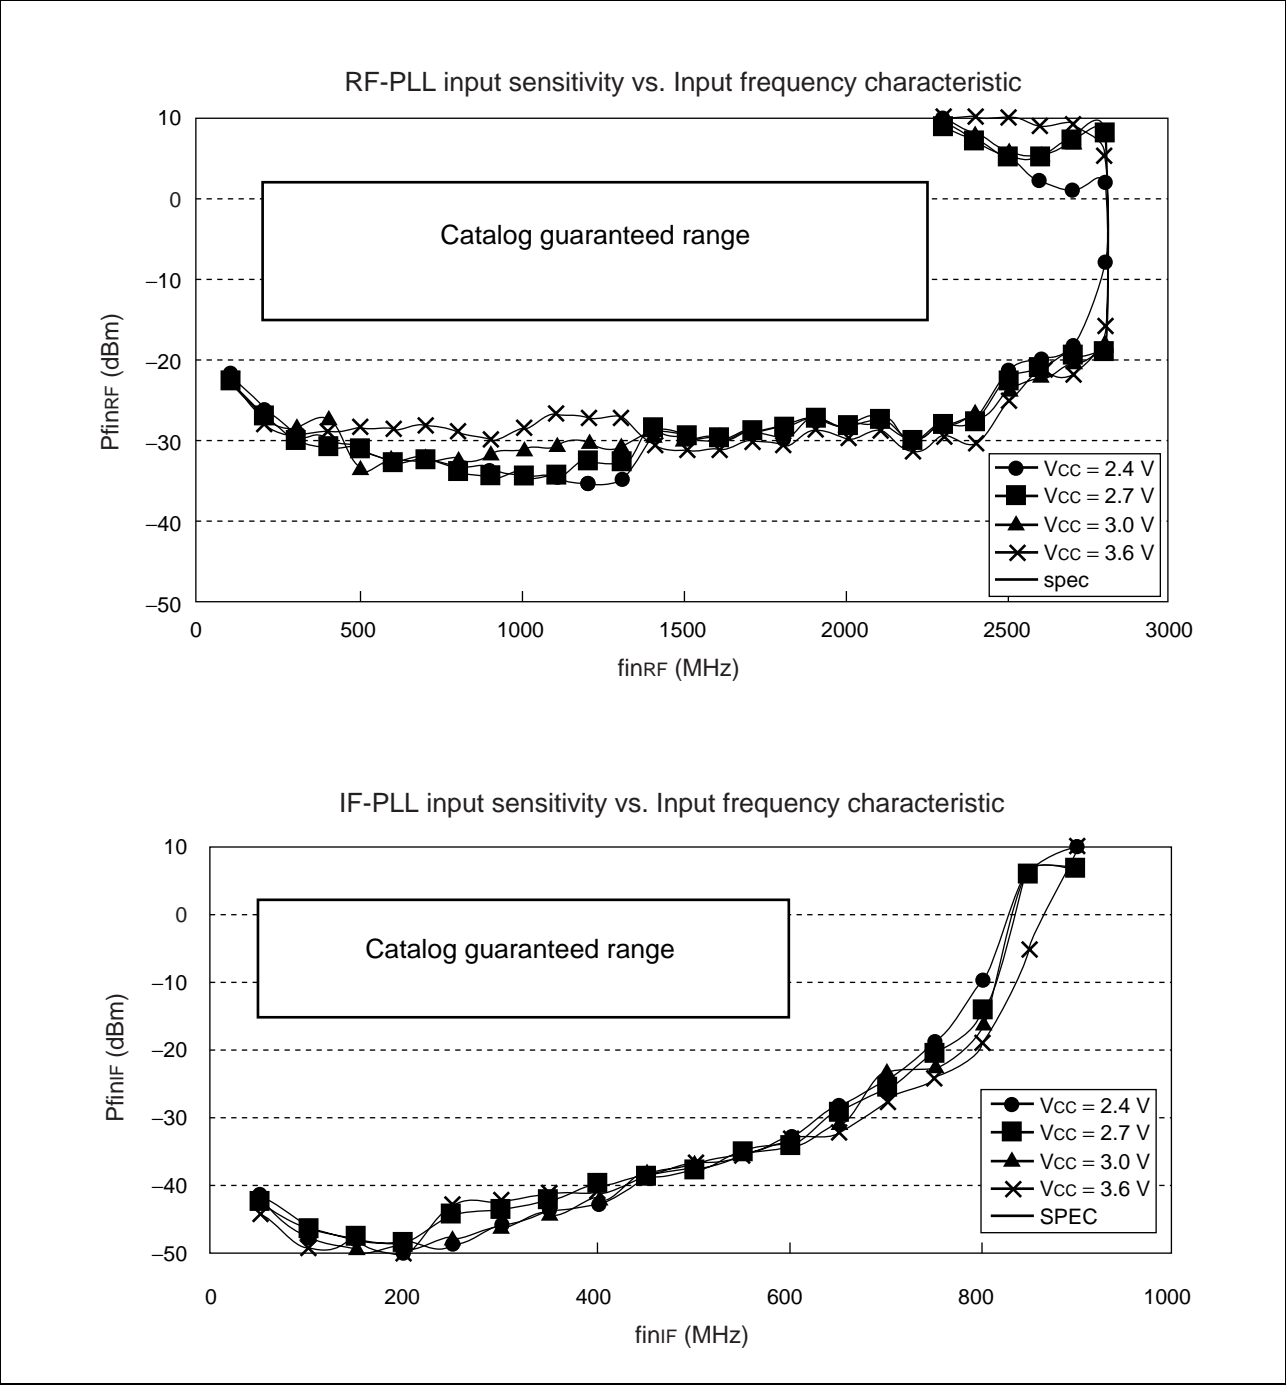 RF-PLL input sensitivity vs. Input frequency characteristic
10
0
−10
−20
−30
−40
−50
PfinRF (dBm)
Catalog guaranteed range
VCC = 2.4 V
VCC = 2.7 V
VCC = 3.0 V
VCC = 3.6 V
spec
0 500 1000 1500 2000 2500 3000
finRF (MHz)
IF-PLL input sensitivity vs. Input frequency characteristic
10
0
−10
−20
−30
−40
−50
PfinIF (dBm)
Catalog guaranteed range
VCC = 2.4 V
VCC = 2.7 V
VCC = 3.0 V
VCC = 3.6 V
SPEC
0 200 400 600 800 1000
finIF (MHz)